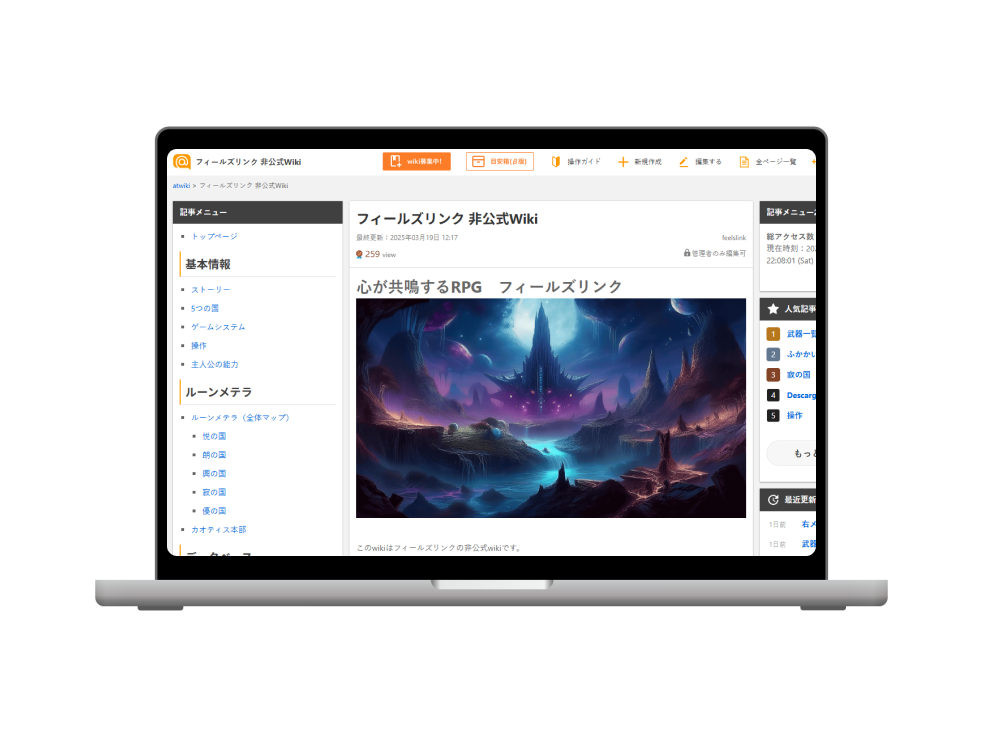 フィールズリンク 非公式Wiki
wiki募集中!
目安箱(β版)
操作ガイド
新規作成
編集する
全ページ一覧
atwiki > フィールズリンク 非公式Wiki
記事メニュー
トップページ
基本情報
ストーリー
5つの国
ゲームシステム
操作
主人公の能力
ルーンメテラ
ルーンメテラ（全体マップ）
悦の国
朗の国
興の国
寂の国
優の国
カオティス本部
データベース
フィールズリンク 非公式Wiki
最終更新：2025年03月19日 12:17
feelslink
259 view
管理者のみ編集可
心が共鳴するRPG　フィールズリンク
このwikiはフィールズリンクの非公式wikiです。
記事メニュー2
総アクセス数
現在時刻：202
22:08:01 (Sat)
人気記事
1 武器一覧
2 ふかかい
3 寂の国
4 Descarg
5 操作
もっと
最近更新
1日前 右メ
1日前 武器